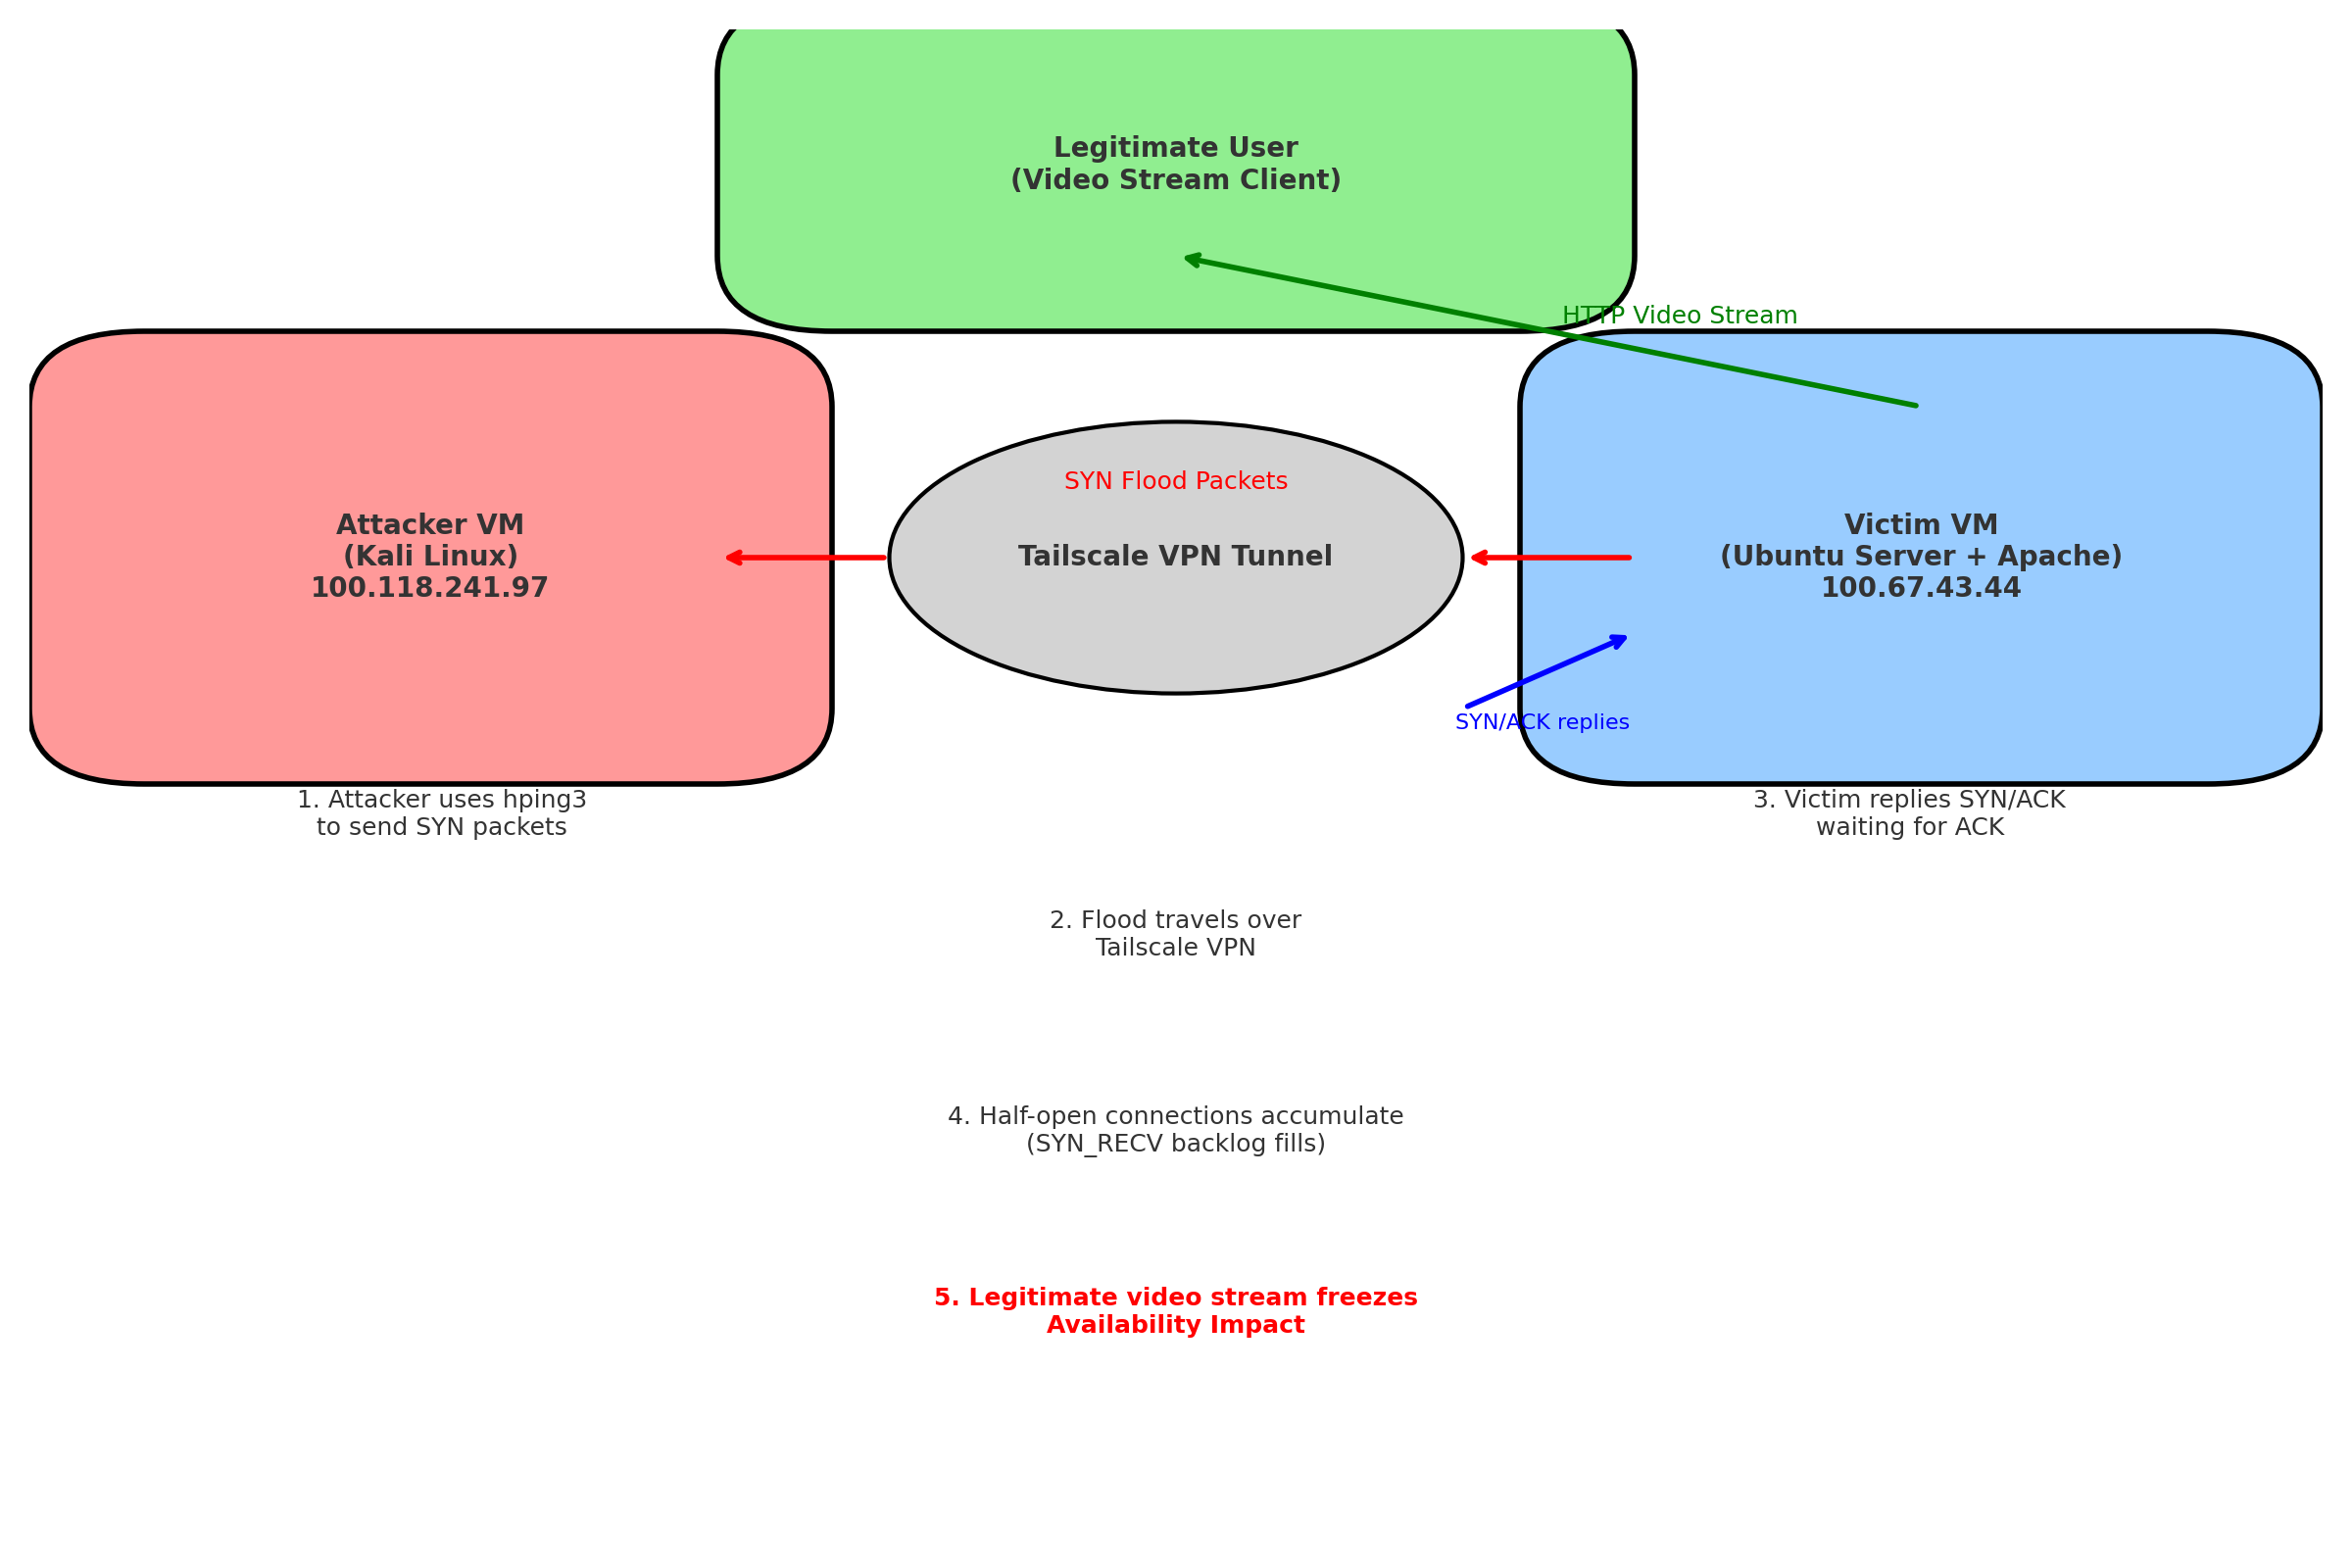 Legitimate User
(Video Stream Client)
HTTP Video Stream
SYN Flood Packets
Attacker VM
(Kali Linux)
100.118.241.97
Tailscale VPN Tunnel
Victim VM
(Ubuntu Server + Apache)
100.67.43.44
SYN/ACK replies
1. Attacker uses hping3
to send SYN packets
3. Victim replies SYN/ACK
waiting for ACK
2. Flood travels over
Tailscale VPN
4. Half-open connections accumulate
(SYN_RECV backlog fills)
5. Legitimate video stream freezes
Availability Impact